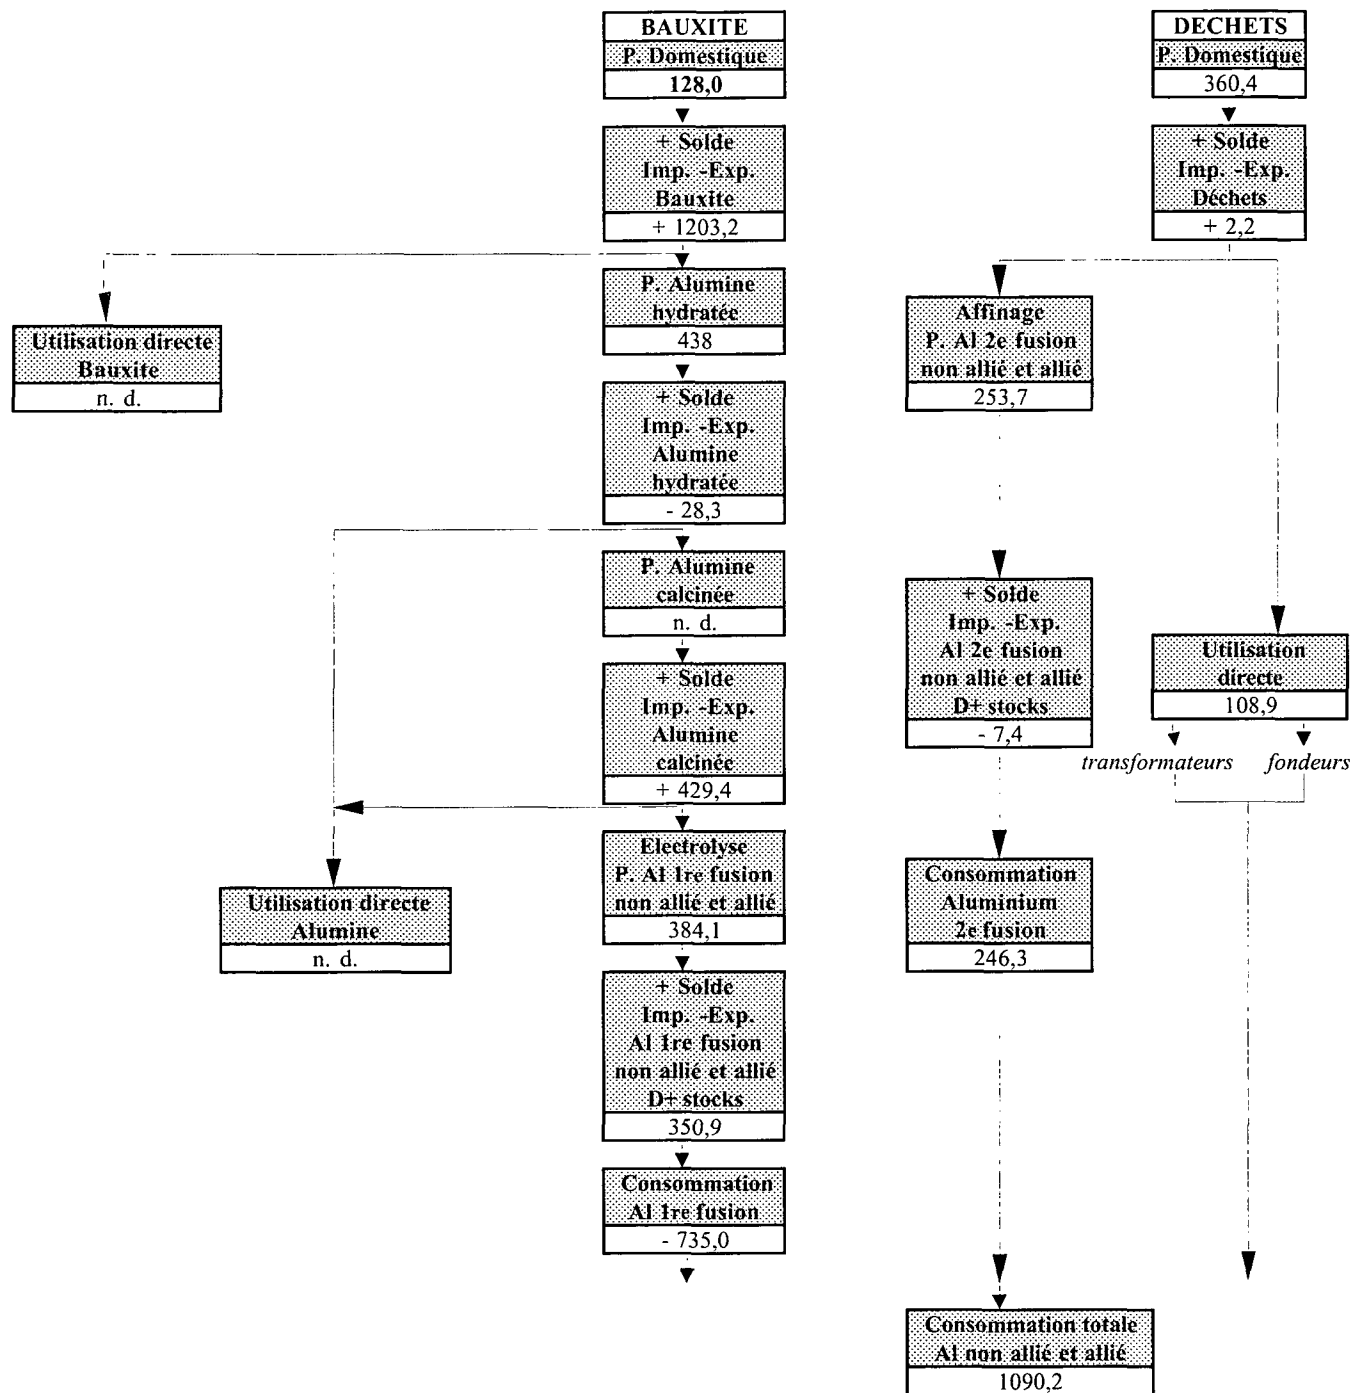 BAUXITE
P. Domestique
128,0
+ Solde
Imp. -Exp.
Bauxite
+ 1203,2
P. Alumine
hydratée
438
Utilisation directe
Bauxite
n. d.
+ Solde
Imp. -Exp.
Alumine
hydratée
- 28,3
P. Alumine
calcinée
n. d.
+ Solde
Imp. -Exp.
Alumine
calcinée
+ 429,4
Electrolyse
P. Al 1re fusion
non allié et allié
384,1
Utilisation directe
Alumine
n. d.
+ Solde
Imp. -Exp.
Al 1re fusion
non allié et allié
D+ stocks
350,9
Consommation
Al 1re fusion
- 735,0
DECHETS
P. Domestique
360,4
+ Solde
Imp. -Exp.
Déchets
+ 2,2
Affinage
P. Al 2e fusion
non allié et allié
253,7
+ Solde
Imp. -Exp.
Al 2e fusion
non allié et allié
D+ stocks
- 7,4
Utilisation
directe
108,9
transformateurs
fondeurs
Consommation
Aluminium
2e fusion
246,3
Consommation totale
Al non allié et allié
1090,2